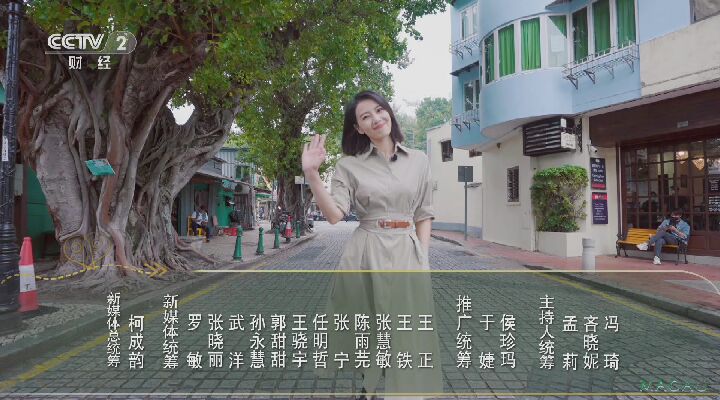 CCTV 2
财经
新媒体总统筹
柯成韵
新媒体统筹
罗敏
张晓丽
武洋
孙永慧
郭甜甜
王骁宇
任明哲
张宁
陈雨芫
张慧敏
王铁
王正
推广统筹
于婕
侯珍玛
主持人统筹
孟莉
齐晓妮
冯琦
MACAO